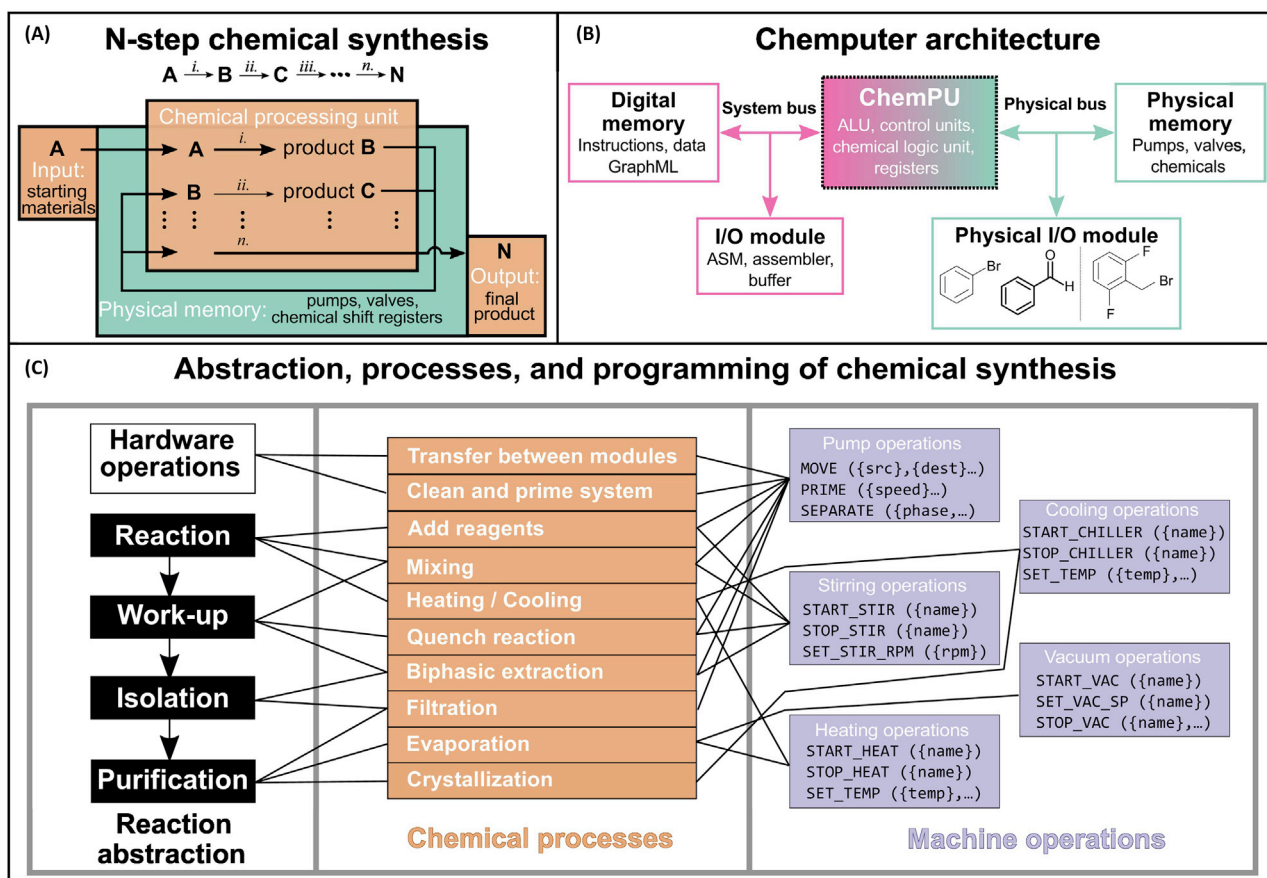 (A)
N-step chemical synthesis
A i. B ii. C iii. ••• n. N
Chemical processing unit
A
Input:
starting
materials
A i. product B
B ii. product C
n.
N
Output:
final
product
Physical memory: pumps, valves,
chemical shift registers
(B)
Chemputer architecture
Digital
memory
Instructions, data
GraphML
System bus
ChemPU
ALU, control units,
chemical logic unit,
registers
Physical bus
Physical
memory
Pumps, valves,
chemicals
I/O module
ASM, assembler,
buffer
Physical I/O module
Br
O
H
F
Br
F
(C)
Abstraction, processes, and programming of chemical synthesis
Hardware
operations
Reaction
Work-up
Isolation
Purification
Reaction
abstraction
Transfer between modules
Clean and prime system
Add reagents
Mixing
Heating / Cooling
Quench reaction
Biphasic extraction
Filtration
Evaporation
Crystallization
Chemical processes
Pump operations
MOVE ({src},{dest}…)
PRIME ({speed}…)
SEPARATE ({phase,…)
Stirring operations
START_STIR ({name})
STOP_STIR ({name})
SET_STIR_RPM ({rpm})
Heating operations
START_HEAT ({name})
STOP_HEAT ({name})
SET_TEMP ({temp},…)
Cooling operations
START_CHILLER ({name})
STOP_CHILLER ({name})
SET_TEMP ({temp},…)
Vacuum operations
START_VAC ({name})
SET_VAC_SP ({name})
STOP_VAC ({name},…)
Machine operations